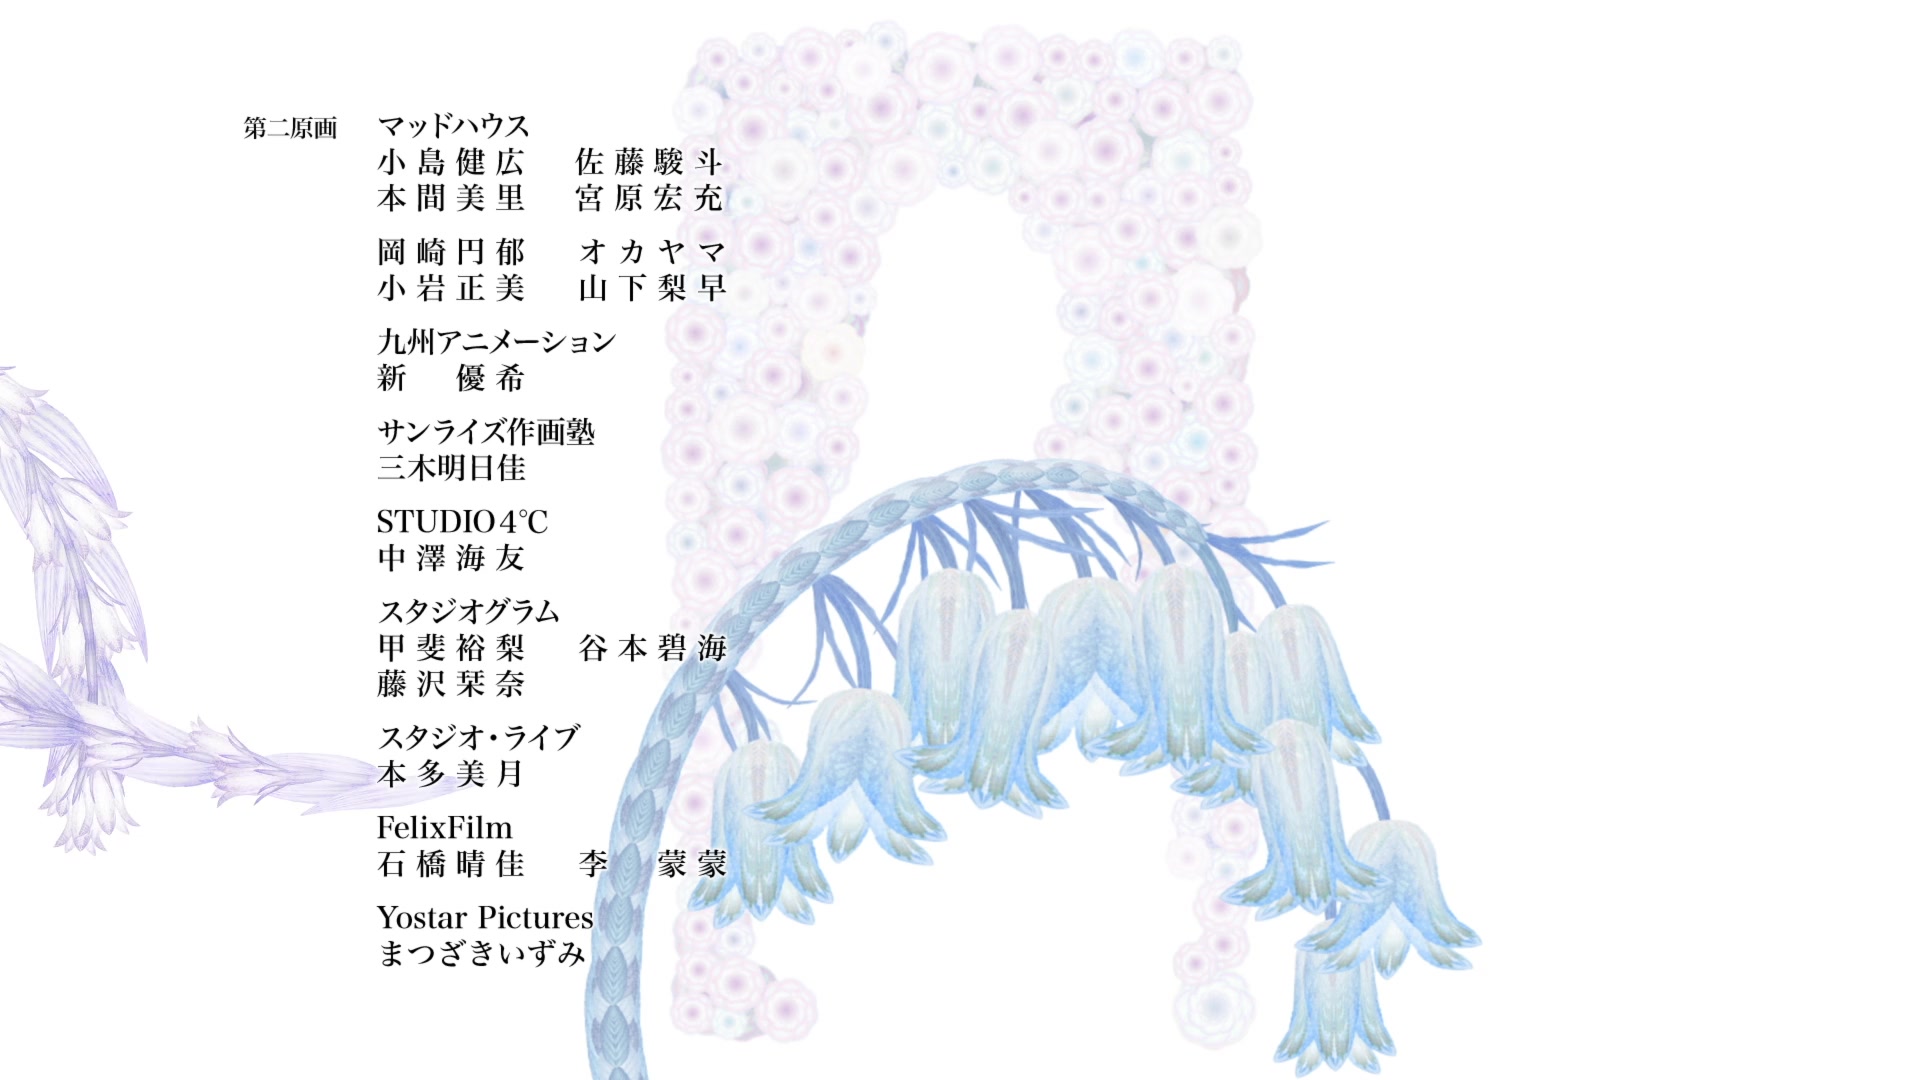 第二原画 マッドハウス
小島健広 佐藤駿斗
本間美里 宮原宏充
岡崎円郁 オカヤマ
小岩正美 山下梨早
九州アニメーション
新 優希
サンライズ作画塾
三木明日佳
STUDIO4℃
中澤海友
スタジオグラム
甲斐裕梨 谷本碧海
藤沢栞奈
スタジオ・ライブ
本多美月
FelixFilm
石橋晴佳 李 蒙蒙
Yostar Pictures
まつざきいずみ